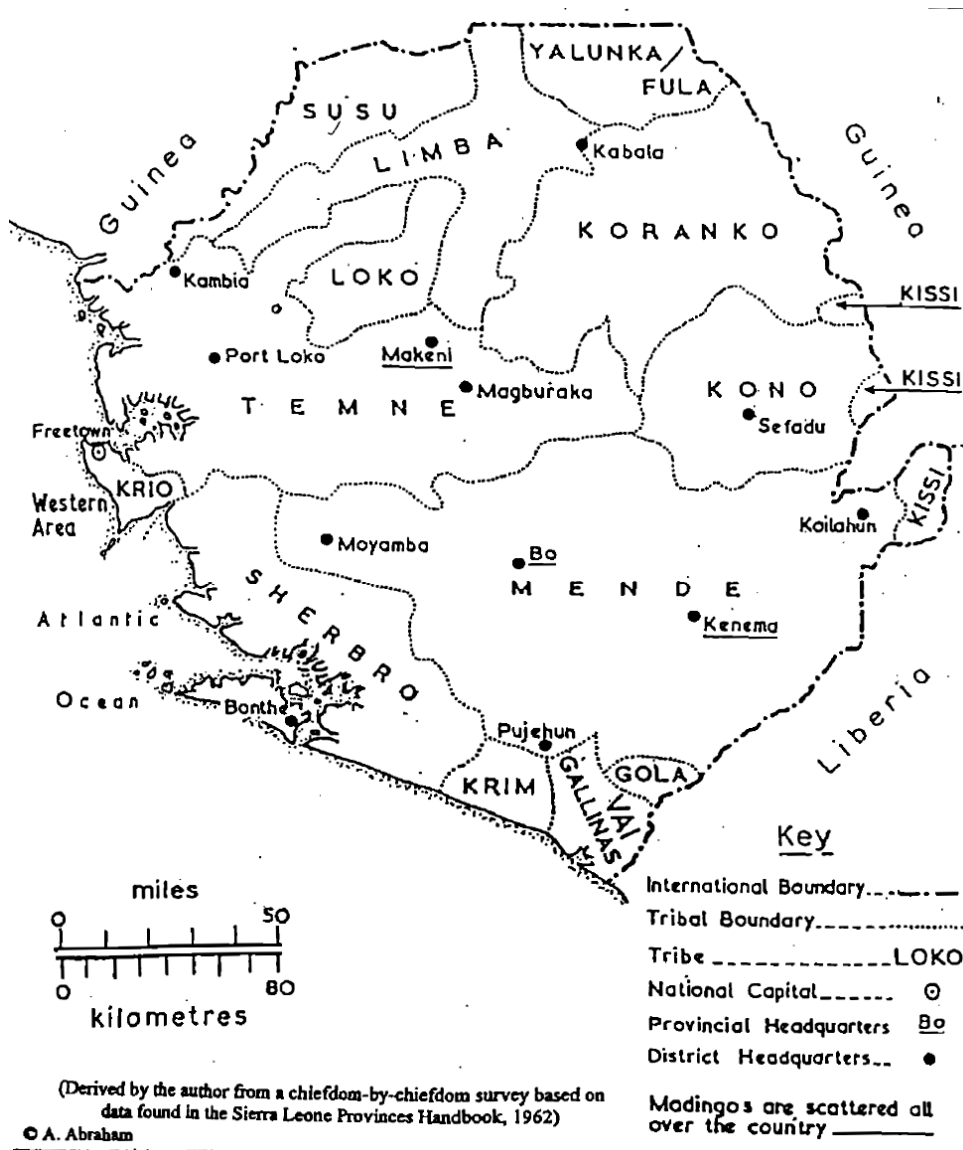 YALUNKA
FULA
SUSU
LIMBA
Kabala
Guinea
Guinea
KORANKO
Kambia
LOKO
KISSI
Port Loko
Makeni
Magburaka
KONO
KISSI
TEMNE
Sefadu
Freetown
KRIO
Western
Area
KISSI
Kailahun
Moyamba
Bo
MENDE
SHERBRO
Kenema
Atlantic
Ocean
Bonthe
Liberia
Pujehun
KRIM
GALLINAS
VAI
GOLA
Key
miles
0 50
0 80
kilometres
International Boundary
Tribal Boundary
Tribe LOKO
National Capital
Provincial Headquarters Bo
District Headquarters
Madingos are scattered all
over the country
(Derived by the author from a chiefdom-by-chiefdom survey based on
data found in the Sierra Leone Provinces Handbook, 1962)
© A. Abraham